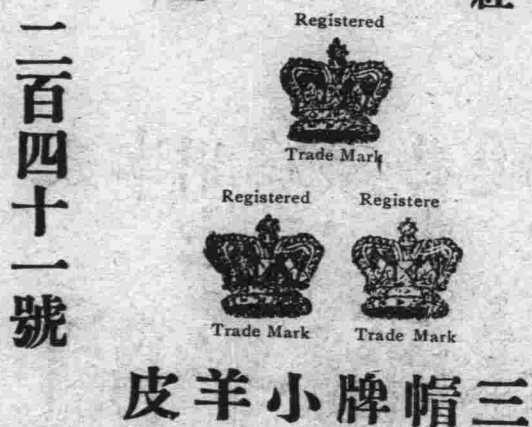 Registered
Trade Mark
Registered Registere
Trade Mark Trade Mark
二百四十一號
三帽牌小羊皮